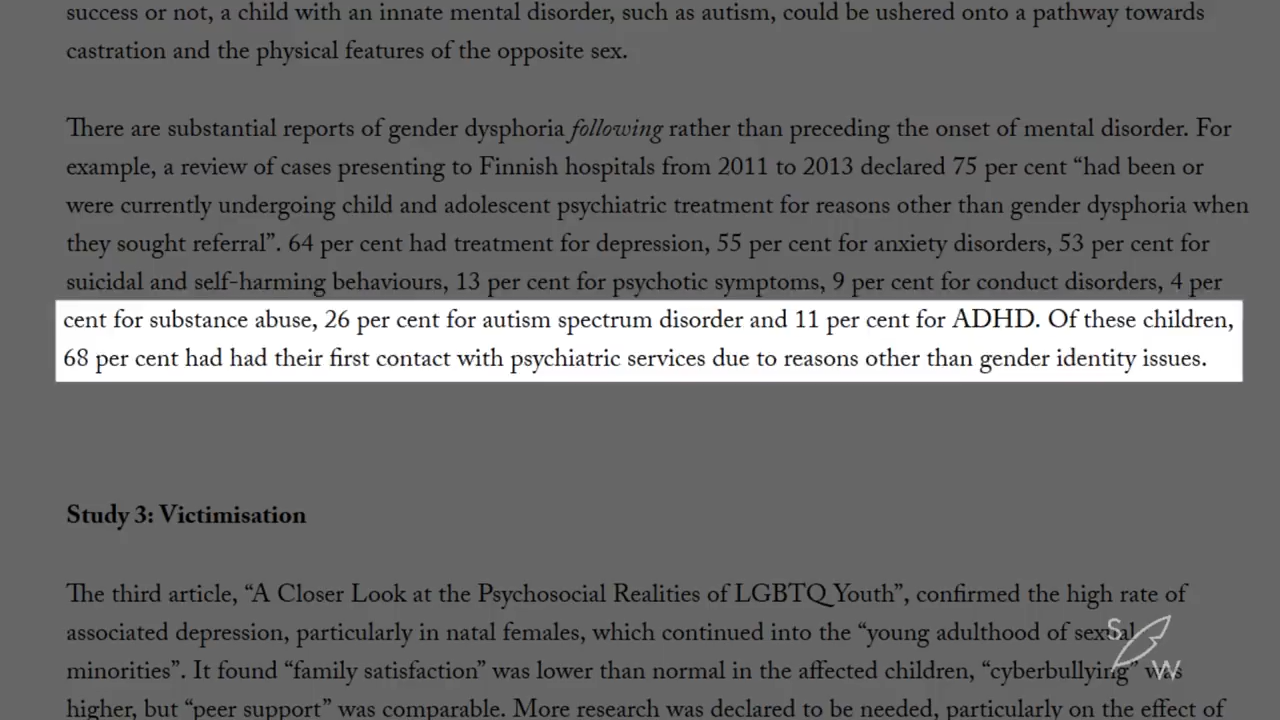 success or not, a child with an innate mental disorder, such as autism, could be ushered onto a pathway towards
castration and the physical features of the opposite sex.
There are substantial reports of gender dysphoria following rather than preceding the onset of mental disorder. For
example, a review of cases presenting to Finnish hospitals from 2011 to 2013 declared 75 per cent “had been or
were currently undergoing child and adolescent psychiatric treatment for reasons other than gender dysphoria when
they sought referral”. 64 per cent had treatment for depression, 55 per cent for anxiety disorders, 53 per cent for
suicidal and self-harming behaviours, 13 per cent for psychotic symptoms, 9 per cent for conduct disorders, 4 per
cent for substance abuse, 26 per cent for autism spectrum disorder and 11 per cent for ADHD. Of these children,
68 per cent had had their first contact with psychiatric services due to reasons other than gender identity issues.
Study 3: Victimisation
The third article, “A Closer Look at the Psychosocial Realities of LGBTQ Youth”, confirmed the high rate of
associated depression, particularly in natal females, which continued into the “young adulthood of sexual
minorities”. It found “family satisfaction” was lower than normal in the affected children, “cyberbullying” was
higher, but “peer support” was comparable. More research was declared to be needed, particularly on the effect of
S W